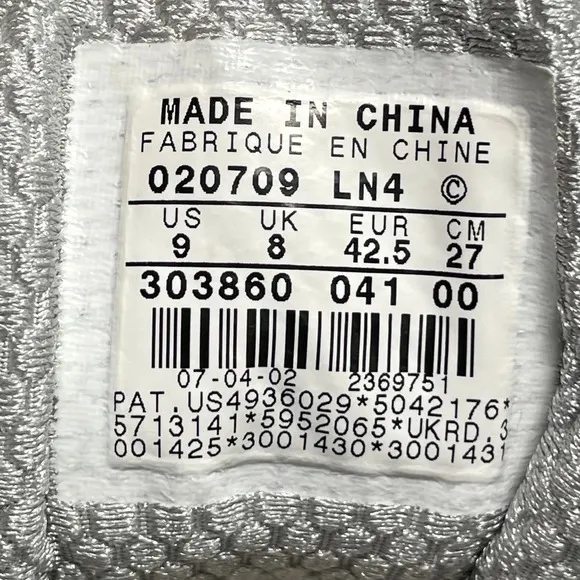 MADE IN CHINA
FABRIQUE EN CHINE
020709 LN4 ©
US UK EUR CM
9 8 42.5 27
303860 041 00
07-04-02 2369751
PAT.US4936029*5042176*
5713141*5952065*UKRD.3
001425*3001430*3001431